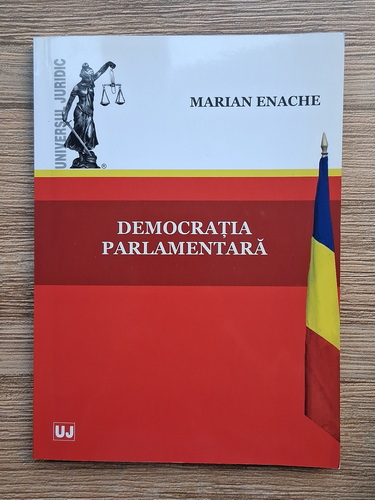 UNIVERSUL JURIDIC
®
MARIAN ENACHE
DEMOCRAȚIA
PARLAMENTARĂ
UJ